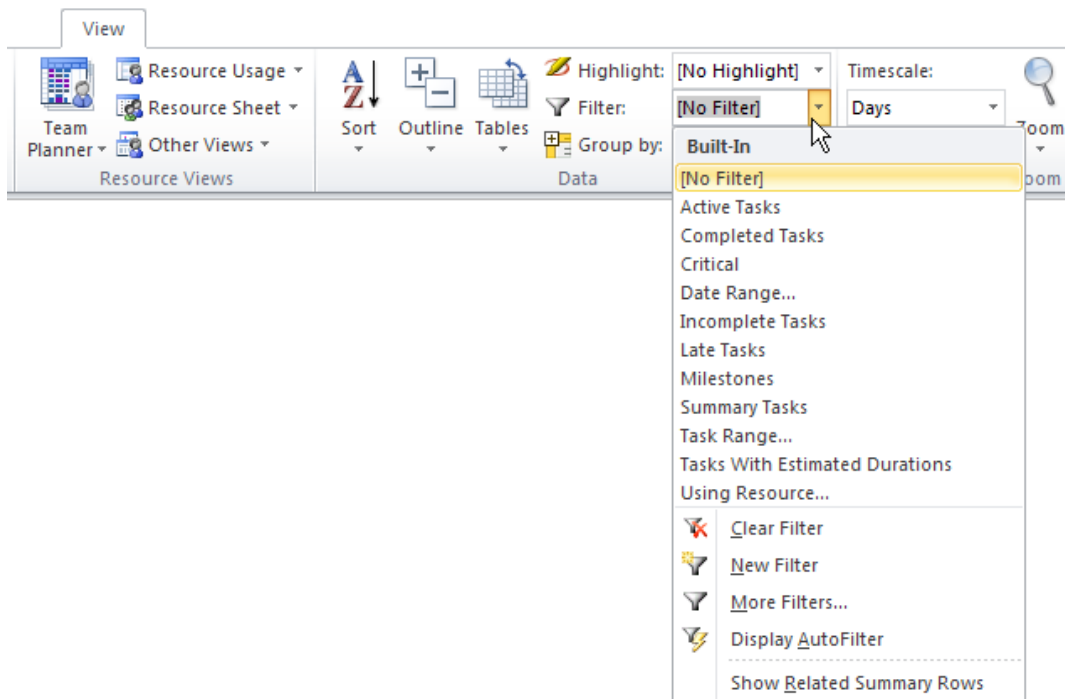 View
Resource Usage
Resource Sheet
Other Views
Team
Planner
Resource Views
Sort
Outline
Tables
Highlight:
[No Highlight]
Filter:
[No Filter]
Group by:
Data
Timescale:
Days
Zoom
oom
Built-In
[No Filter]
Active Tasks
Completed Tasks
Critical
Date Range...
Incomplete Tasks
Late Tasks
Milestones
Summary Tasks
Task Range...
Tasks With Estimated Durations
Using Resource...
Clear Filter
New Filter
More Filters...
Display AutoFilter
Show Related Summary Rows